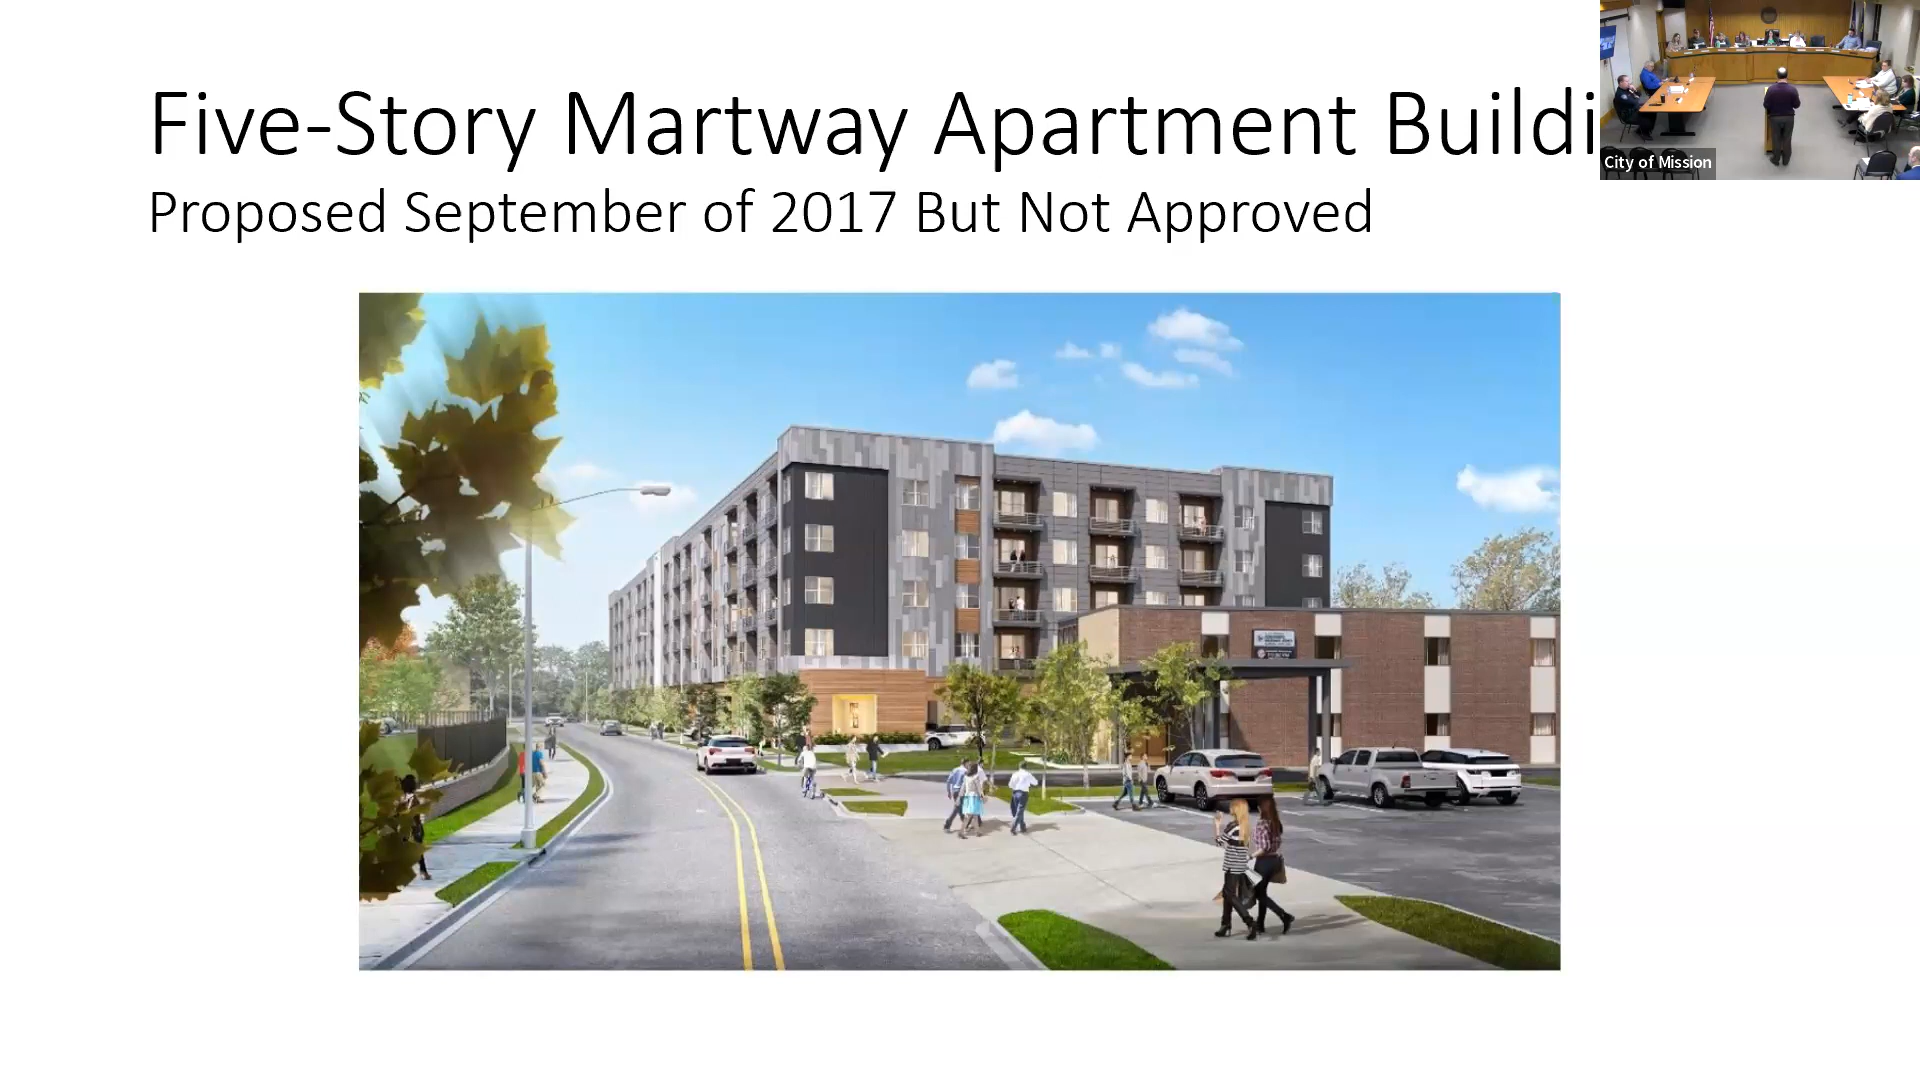 Five-Story Martway Apartment Buildi
Proposed September of 2017 But Not Approved
City of Mission